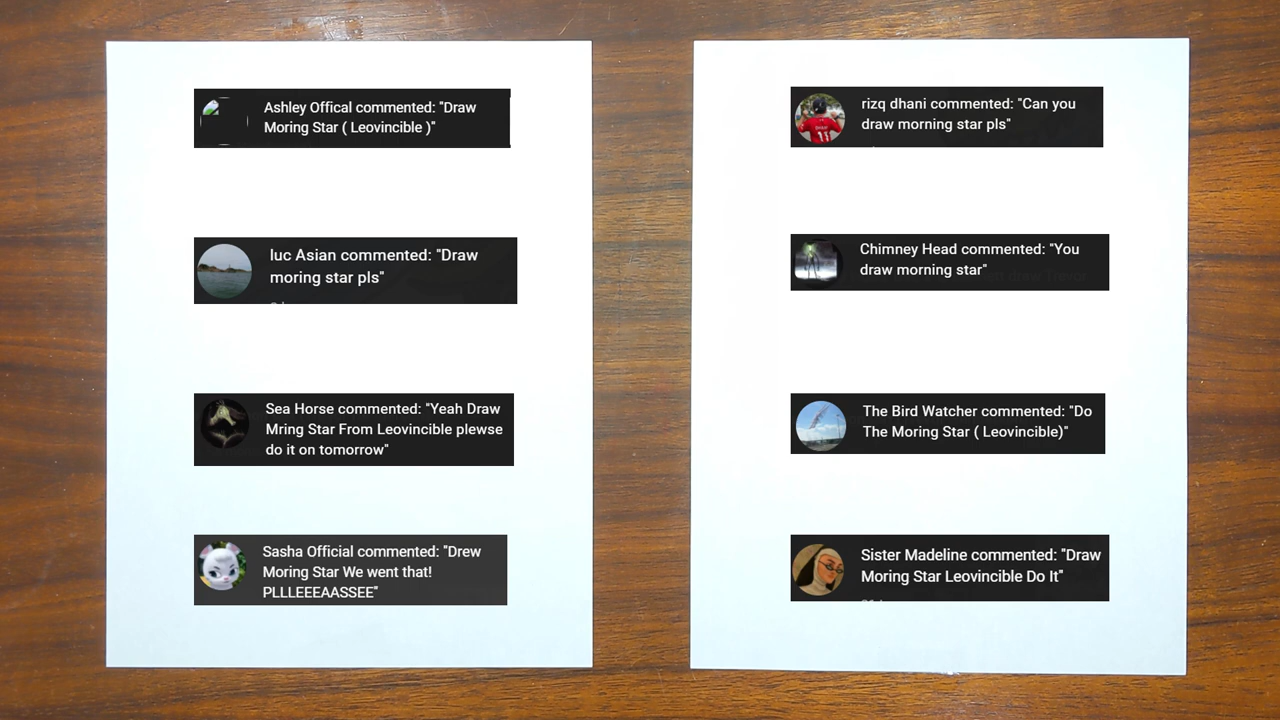 Ashley Offical commented: "Draw
Moring Star ( Leovincible )"
luc Asian commented: "Draw
moring star pls"
Sea Horse commented: "Yeah Draw
Mring Star From Leovincible plewse
do it on tomorrow"
Sasha Official commented: "Drew
Moring Star We went that!
PLLLEEEAASSEE"
rizq dhani commented: "Can you
draw morning star pls"
Chimney Head commented: "You
draw morning star"
The Bird Watcher commented: "Do
The Moring Star ( Leovincible)"
Sister Madeline commented: "Draw
Moring Star Leovincible Do It"